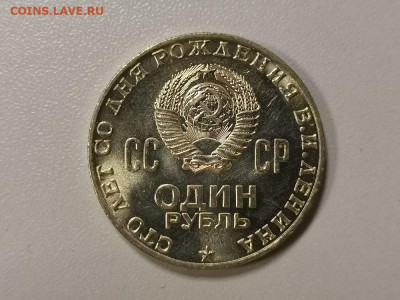 COINS.LAVE.RU
СТО ЛЕТ СО ДНЯ РОЖДЕНИЯ В.И.ЛЕНИНА
СС СР
ОДИН
РУБЛЬ